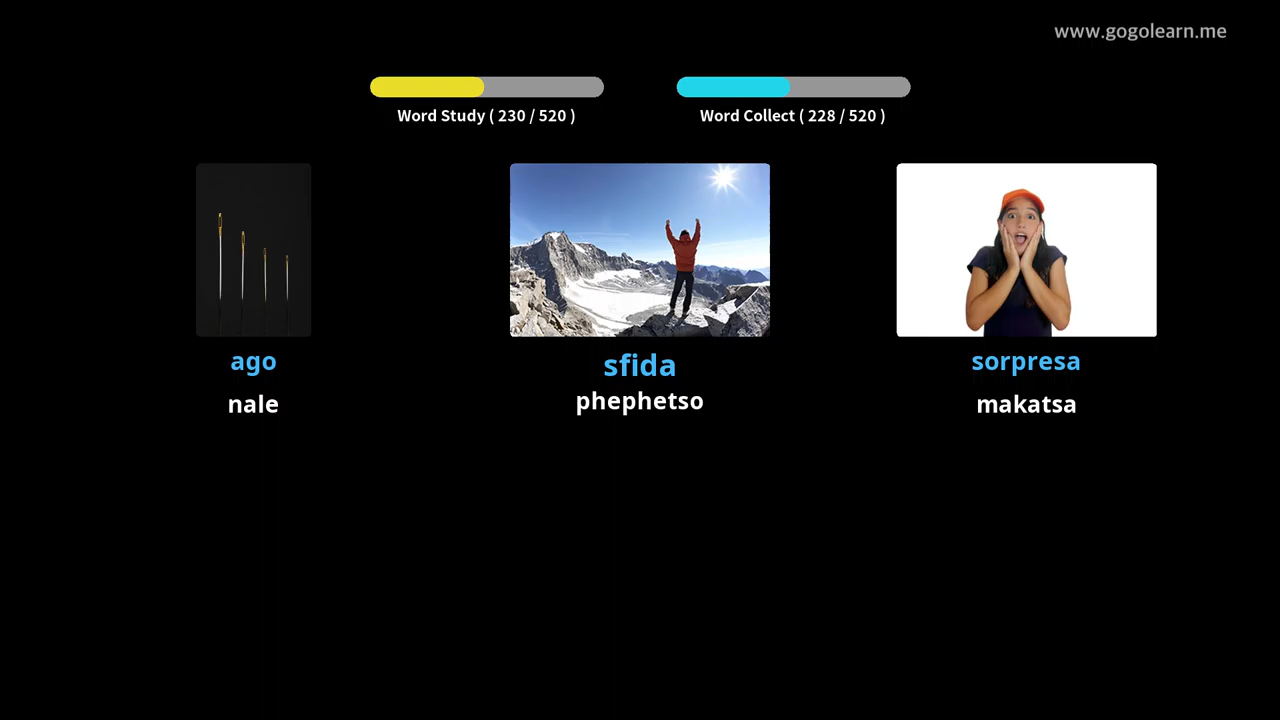 www.gogolearn.me
Word Study ( 230 / 520 )
Word Collect ( 228 / 520 )
ago
sfida
sorpresa
nale
phephetso
makatsa